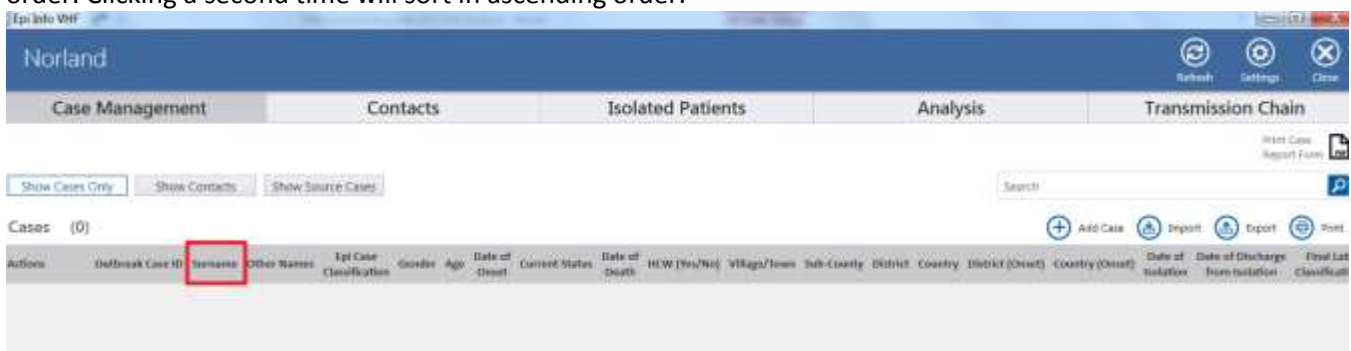 order. Clicking a second time will sort in ascending order.
Epi Info VHF
Norland
Refresh Settings Close
Case Management Contacts Isolated Patients Analysis Transmission Chain
Print Case
Report Form
Show Cases Only Show Contacts Show Source Cases Search
Cases (0) Add Case Import Export Print
Actions Outbreak Case ID Surname Other Names Epi Case Classification Gender Age Date of Onset Current Status Date of Death HCW (Yes/No) Village/Town Sub-County District Country District (Onset) Country (Onset) Date of Isolation Date of Discharge from Isolation Final Lab